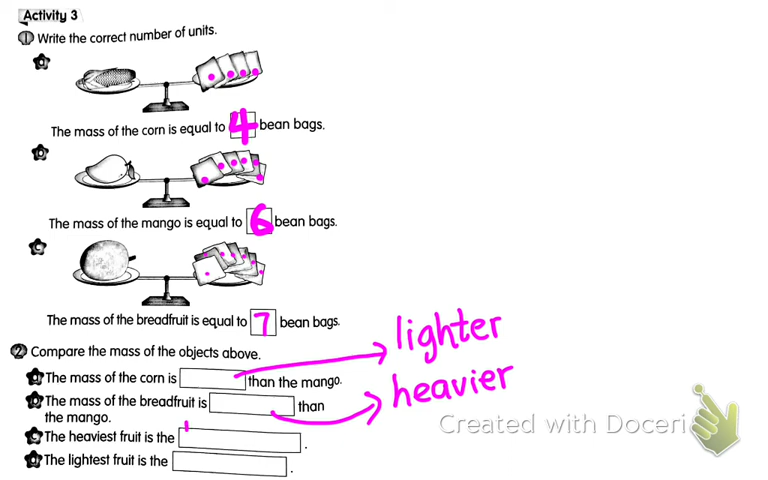 Activity 3
1 Write the correct number of units.
a
The mass of the corn is equal to 4 bean bags.
b
The mass of the mango is equal to 6 bean bags.
c
The mass of the breadfruit is equal to 7 bean bags.
2 Compare the mass of the objects above.
a The mass of the corn is than the mango. lighter
b The mass of the breadfruit is than heavier
the mango.
c The heaviest fruit is the .
d The lightest fruit is the .
Created with Doceri